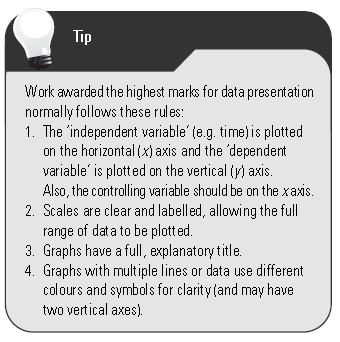 Tip
Work awarded the highest marks for data presentation
normally follows these rules:
1. The ‘independent variable’ (e.g. time) is plotted
on the horizontal (x) axis and the ‘dependent
variable’ is plotted on the vertical (y) axis.
Also, the controlling variable should be on the x axis.
2. Scales are clear and labelled, allowing the full
range of data to be plotted.
3. Graphs have a full, explanatory title.
4. Graphs with multiple lines or data use different
colours and symbols for clarity (and may have
two vertical axes).